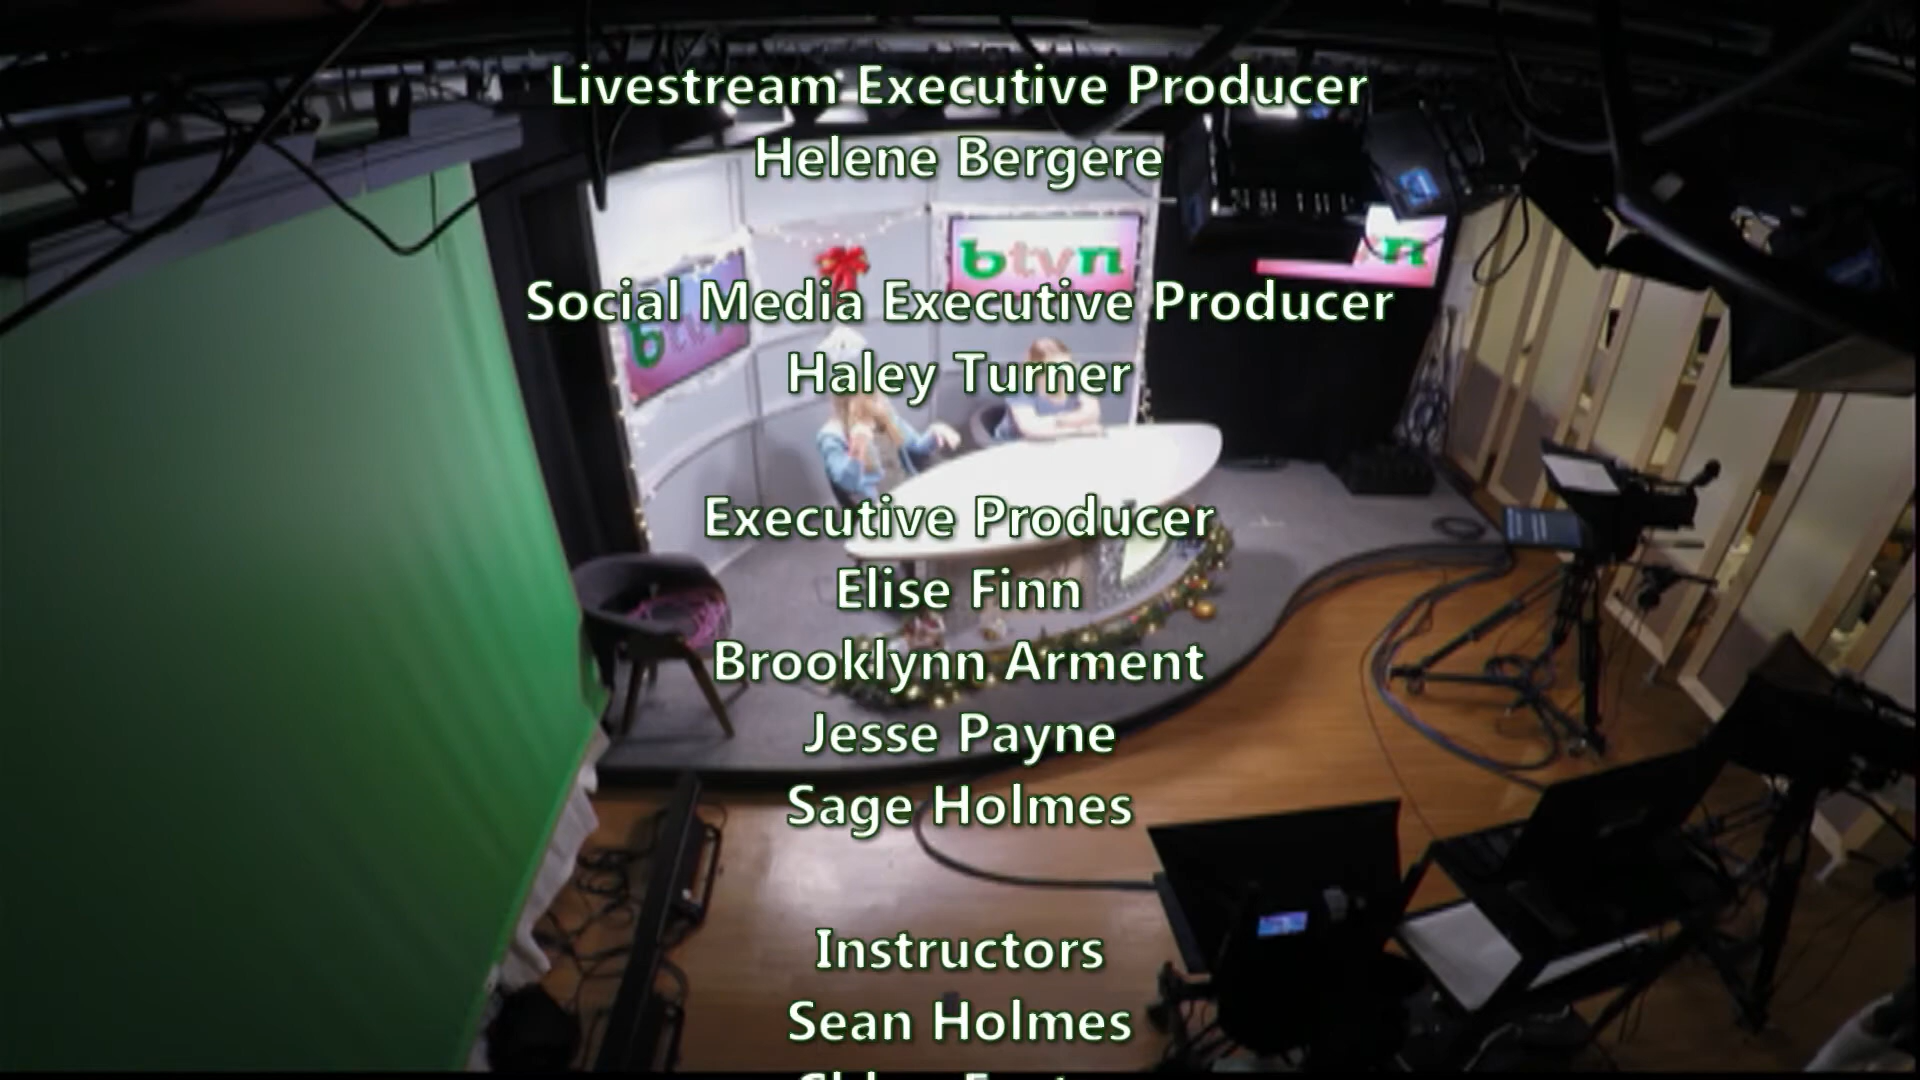 Livestream Executive Producer
Helene Bergere
btvn
Social Media Executive Producer
Haley Turner
Executive Producer
Elise Finn
Brooklynn Arment
Jesse Payne
Sage Holmes
Instructors
Sean Holmes